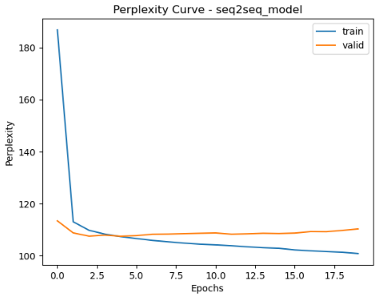 Perplexity Curve - seq2seq_model
train
valid
180
160
140
120
100
Perplexity
0.0 2.5 5.0 7.5 10.0 12.5 15.0 17.5
Epochs